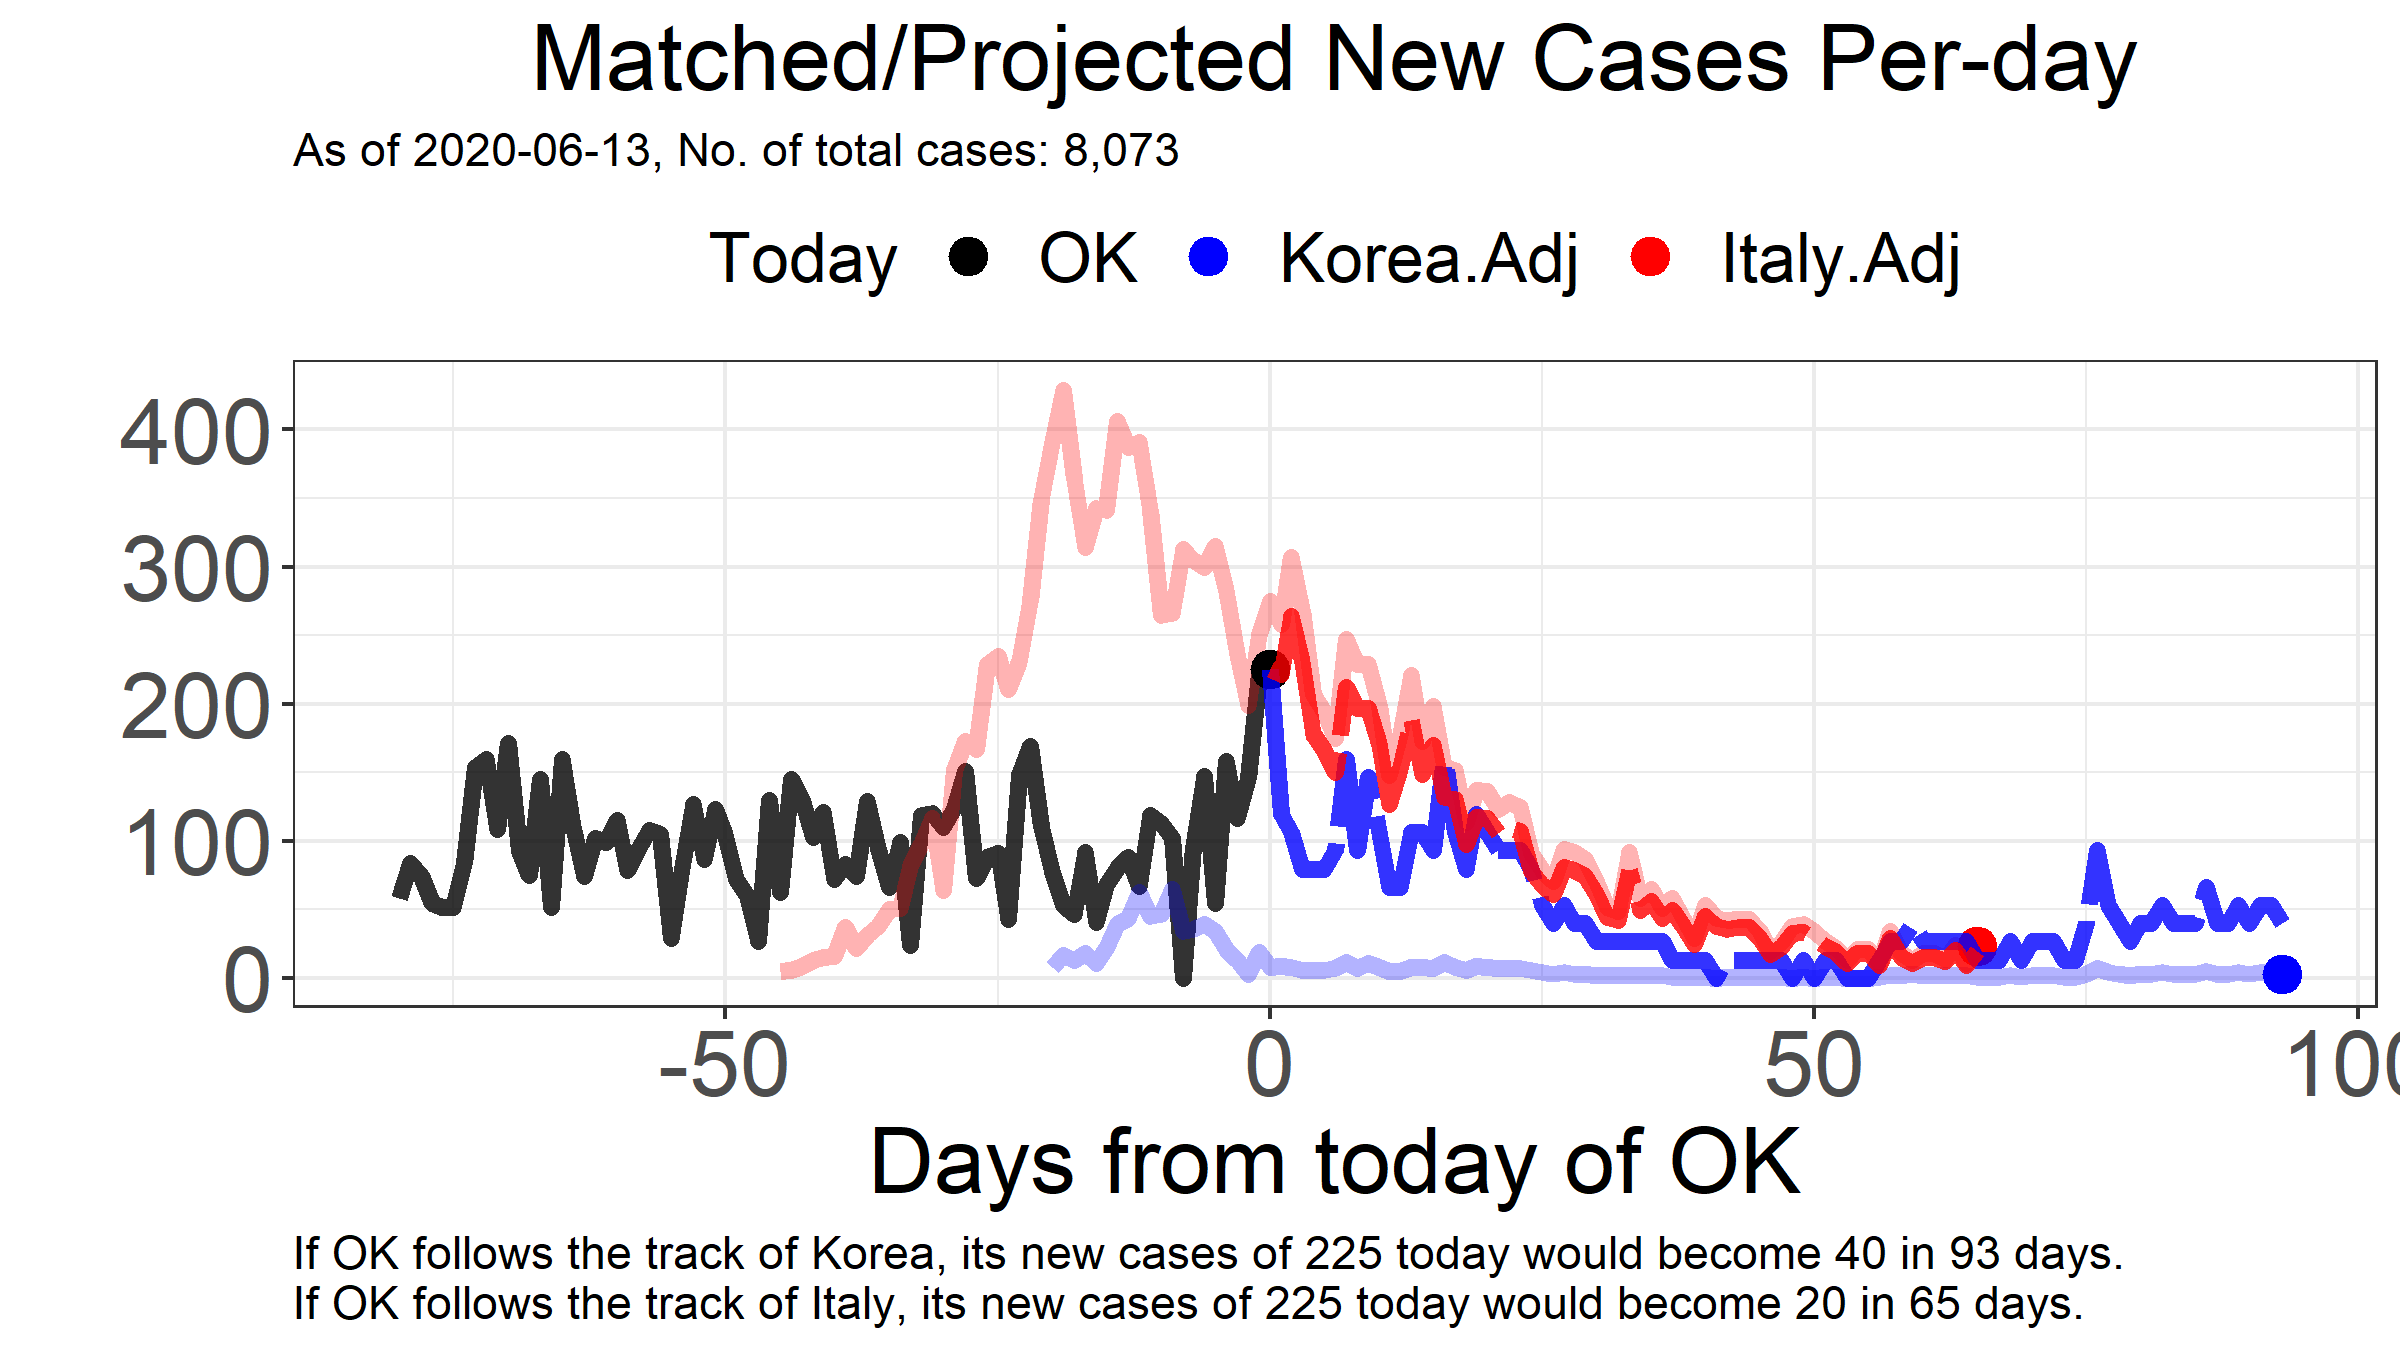 Matched/Projected New Cases Per-day
As of 2020-06-13, No. of total cases: 8,073
Today OK Korea.Adj Italy.Adj
400
300
200
100
0
-50 0 50 100
Days from today of OK
If OK follows the track of Korea, its new cases of 225 today would become 40 in 93 days.
If OK follows the track of Italy, its new cases of 225 today would become 20 in 65 days.